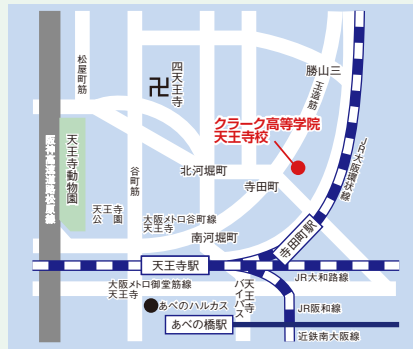 松屋町筋
四天王寺
勝山三
玉造筋
クラーク高等学院
天王寺校
JR大阪環状線
阪神高速道路松原線
天王寺動物園
谷町筋
北河堀町
寺田町
天王寺
公園
大阪メトロ谷町線
天王寺
南河堀町
寺田町駅
天王寺駅
JR大和路線
大阪メトロ御堂筋線
天王寺
天王寺
バイパス
あべのハルカス
JR阪和線
あべの橋駅
近鉄南大阪線